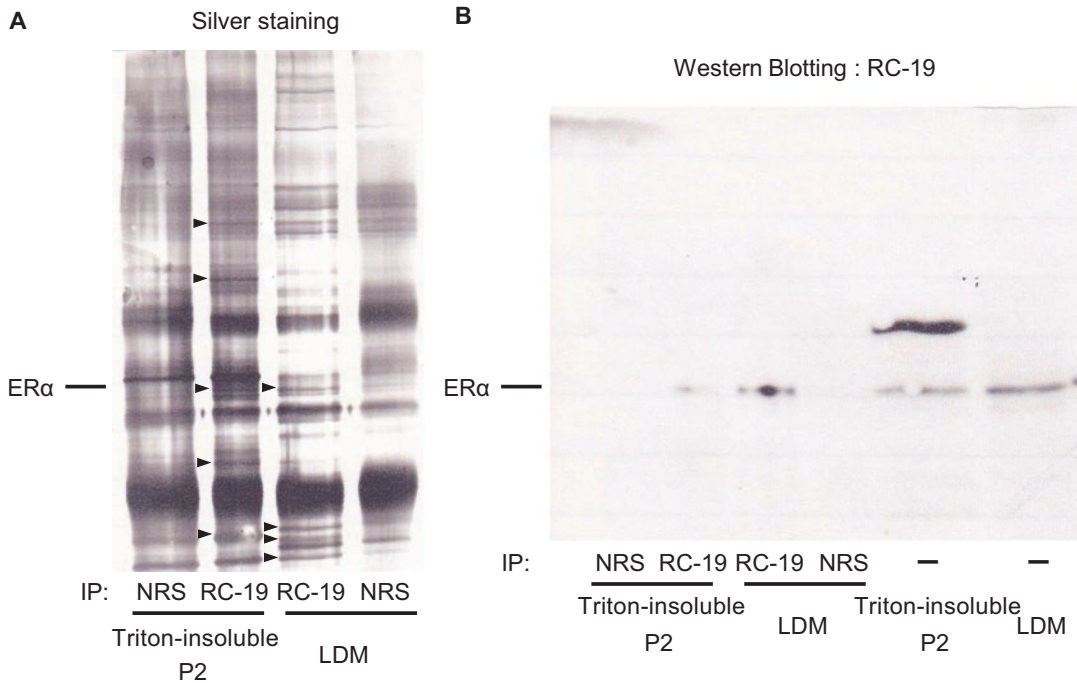 A
Silver staining
ERα
IP: NRS RC-19 RC-19 NRS
Triton-insoluble
P2
LDM
B
Western Blotting : RC-19
ERα
IP: NRS RC-19 RC-19 NRS – –
Triton-insoluble
P2
LDM
Triton-insoluble
P2
LDM